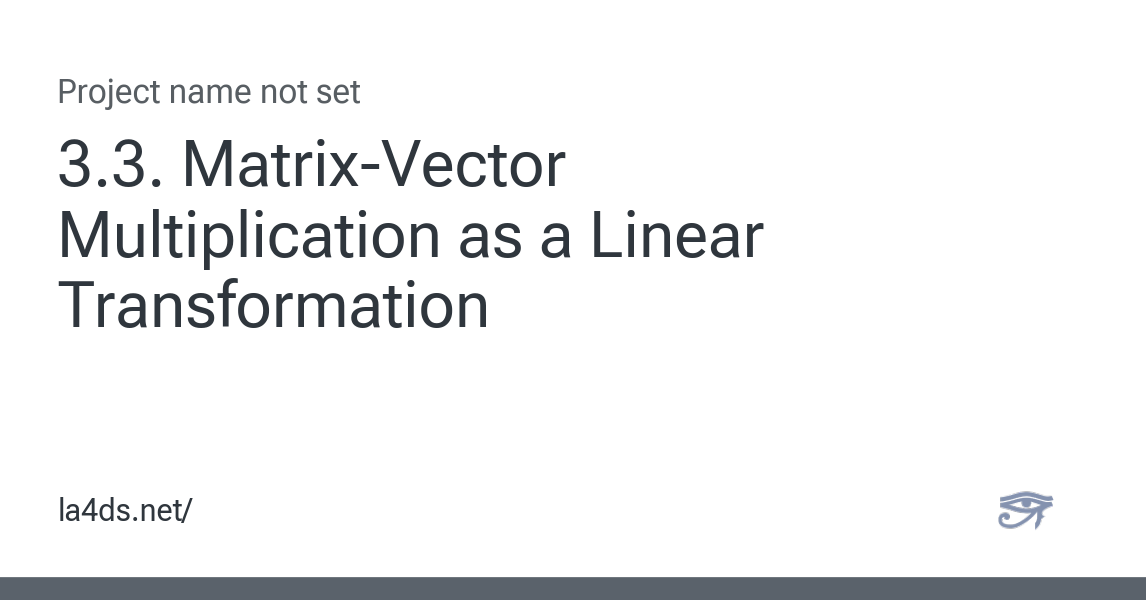 Project name not set
3.3. Matrix-Vector
Multiplication as a Linear
Transformation
la4ds.net/